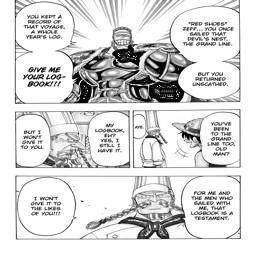 YOU KEPT A
RECORD OF
THAT VOYAGE,
A WHOLE
YEAR'S LOG.
GIVE ME
YOUR LOG-
BOOK!!!
"RED SHOES"
ZEFF... YOU ONCE
SAILED THAT
DEVIL'S NEST,
THE GRAND LINE.
BUT YOU
RETURNED
UNSCATHED.
YOU'VE
BEEN
TO THE
GRAND
LINE TOO,
OLD
MAN?
AYE.
MY
LOGBOOK,
EH?
YES, I
STILL I
HAVE IT.
BUT I
WON'T
GIVE IT
TO YOU.
FOR ME AND
THE MEN WHO
SAILED WITH
ME, THAT
LOGBOOK IS A
TESTAMENT.
I WON'T
GIVE IT
TO THE
LIKES OF
YOU!!!